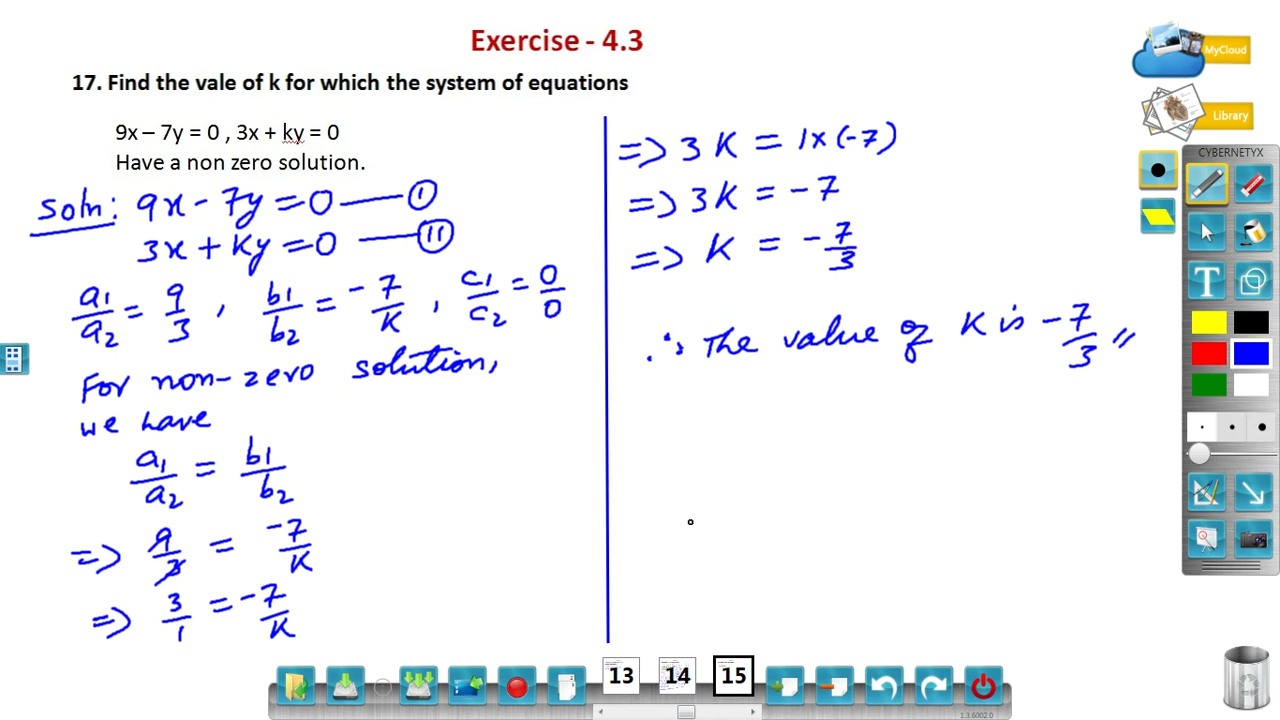 Exercise - 4.3
17. Find the vale of k for which the system of equations
9x – 7y = 0 , 3x + ky = 0
Have a non zero solution.
Soln: 9x - 7y = 0 — (I)
3x + Ky = 0 — (II)
a1/a2 = 9/3 , b1/b2 = -7/K , c1/c2 = 0/0
For non-zero solution,
we have
a1/a2 = b1/b2
=> 9/3 = -7/K
=> 3/1 = -7/K
=> 3K = 1x(-7)
=> 3K = -7
=> K = -7/3
∴ The value of K is -7/3 //
MyCloud
Library
CYBERNETYX
T
13
14
15
1.3.6002.0